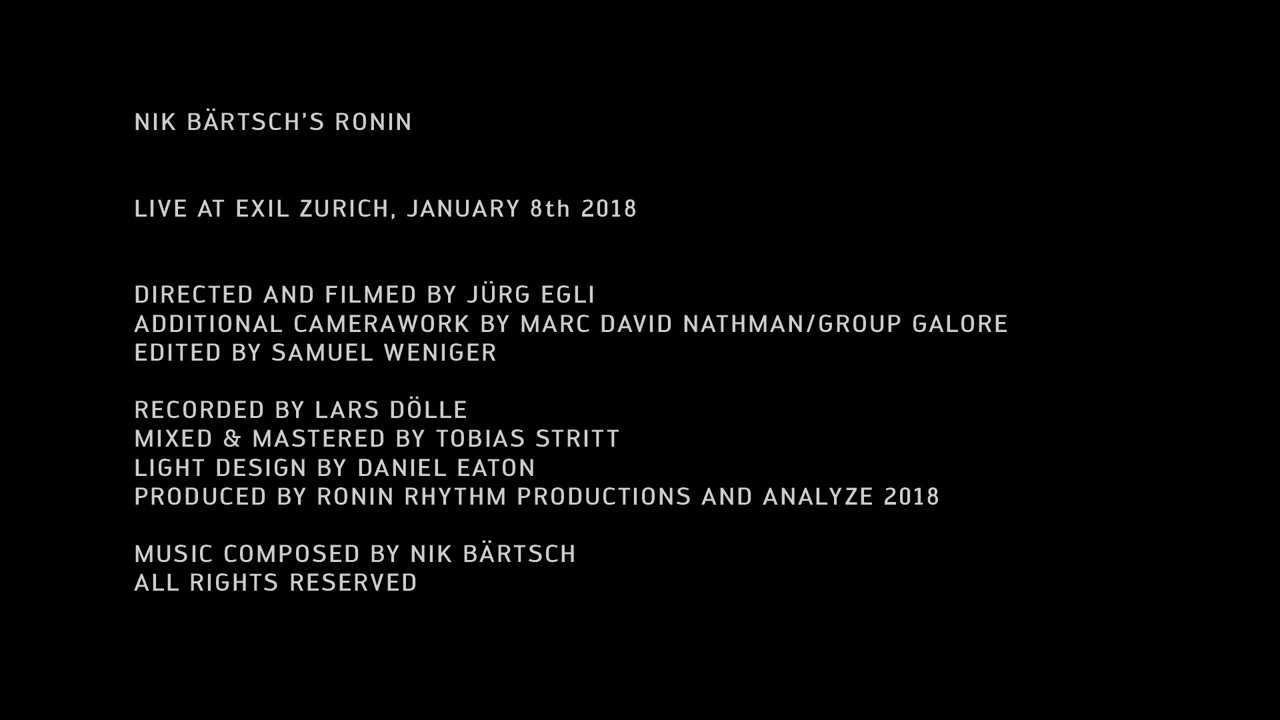 NIK BÄRTSCH'S RONIN
LIVE AT EXIL ZURICH, JANUARY 8th 2018
DIRECTED AND FILMED BY JÜRG EGLI
ADDITIONAL CAMERAWORK BY MARC DAVID NATHMAN/GROUP GALORE
EDITED BY SAMUEL WENIGER
RECORDED BY LARS DÖLLE
MIXED & MASTERED BY TOBIAS STRITT
LIGHT DESIGN BY DANIEL EATON
PRODUCED BY RONIN RHYTHM PRODUCTIONS AND ANALYZE 2018
MUSIC COMPOSED BY NIK BÄRTSCH
ALL RIGHTS RESERVED